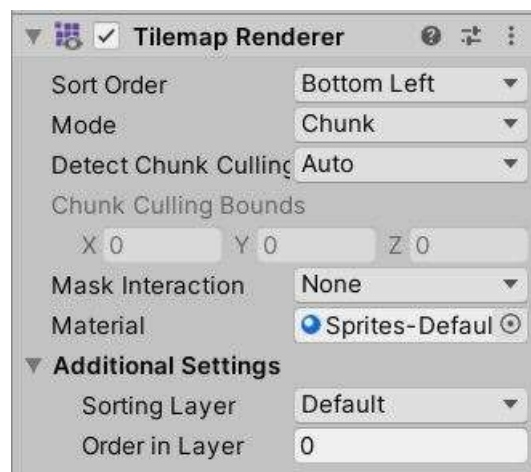 Tilemap Renderer
Sort Order Bottom Left
Mode Chunk
Detect Chunk Culling Auto
Chunk Culling Bounds
X 0 Y 0 Z 0
Mask Interaction None
Material Sprites-Defaul
Additional Settings
Sorting Layer Default
Order in Layer 0